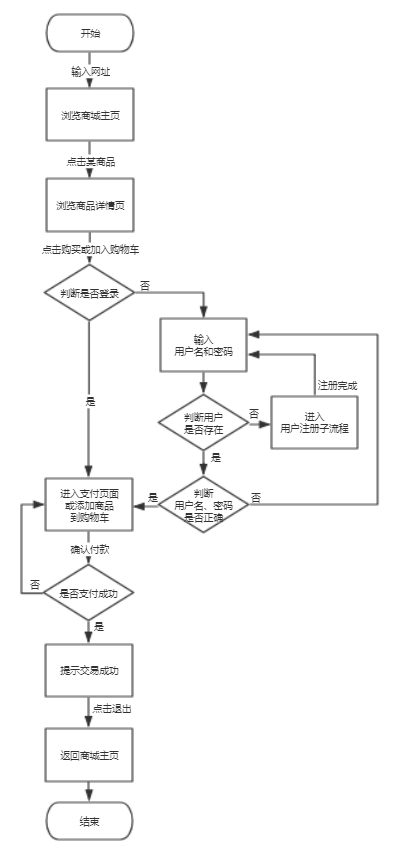 开始
输入网址
浏览商城主页
点击某商品
浏览商品详情页
点击购买或加入购物车
判断是否登录
否
输入
用户名和密码
注册完成
是
判断用户
是否存在
否
进入
用户注册子流程
是
进入支付页面
或添加商品
到购物车
是
判断
用户名、密码
是否正确
否
确认付款
否
是否支付成功
是
提示交易成功
点击退出
返回商城主页
结束